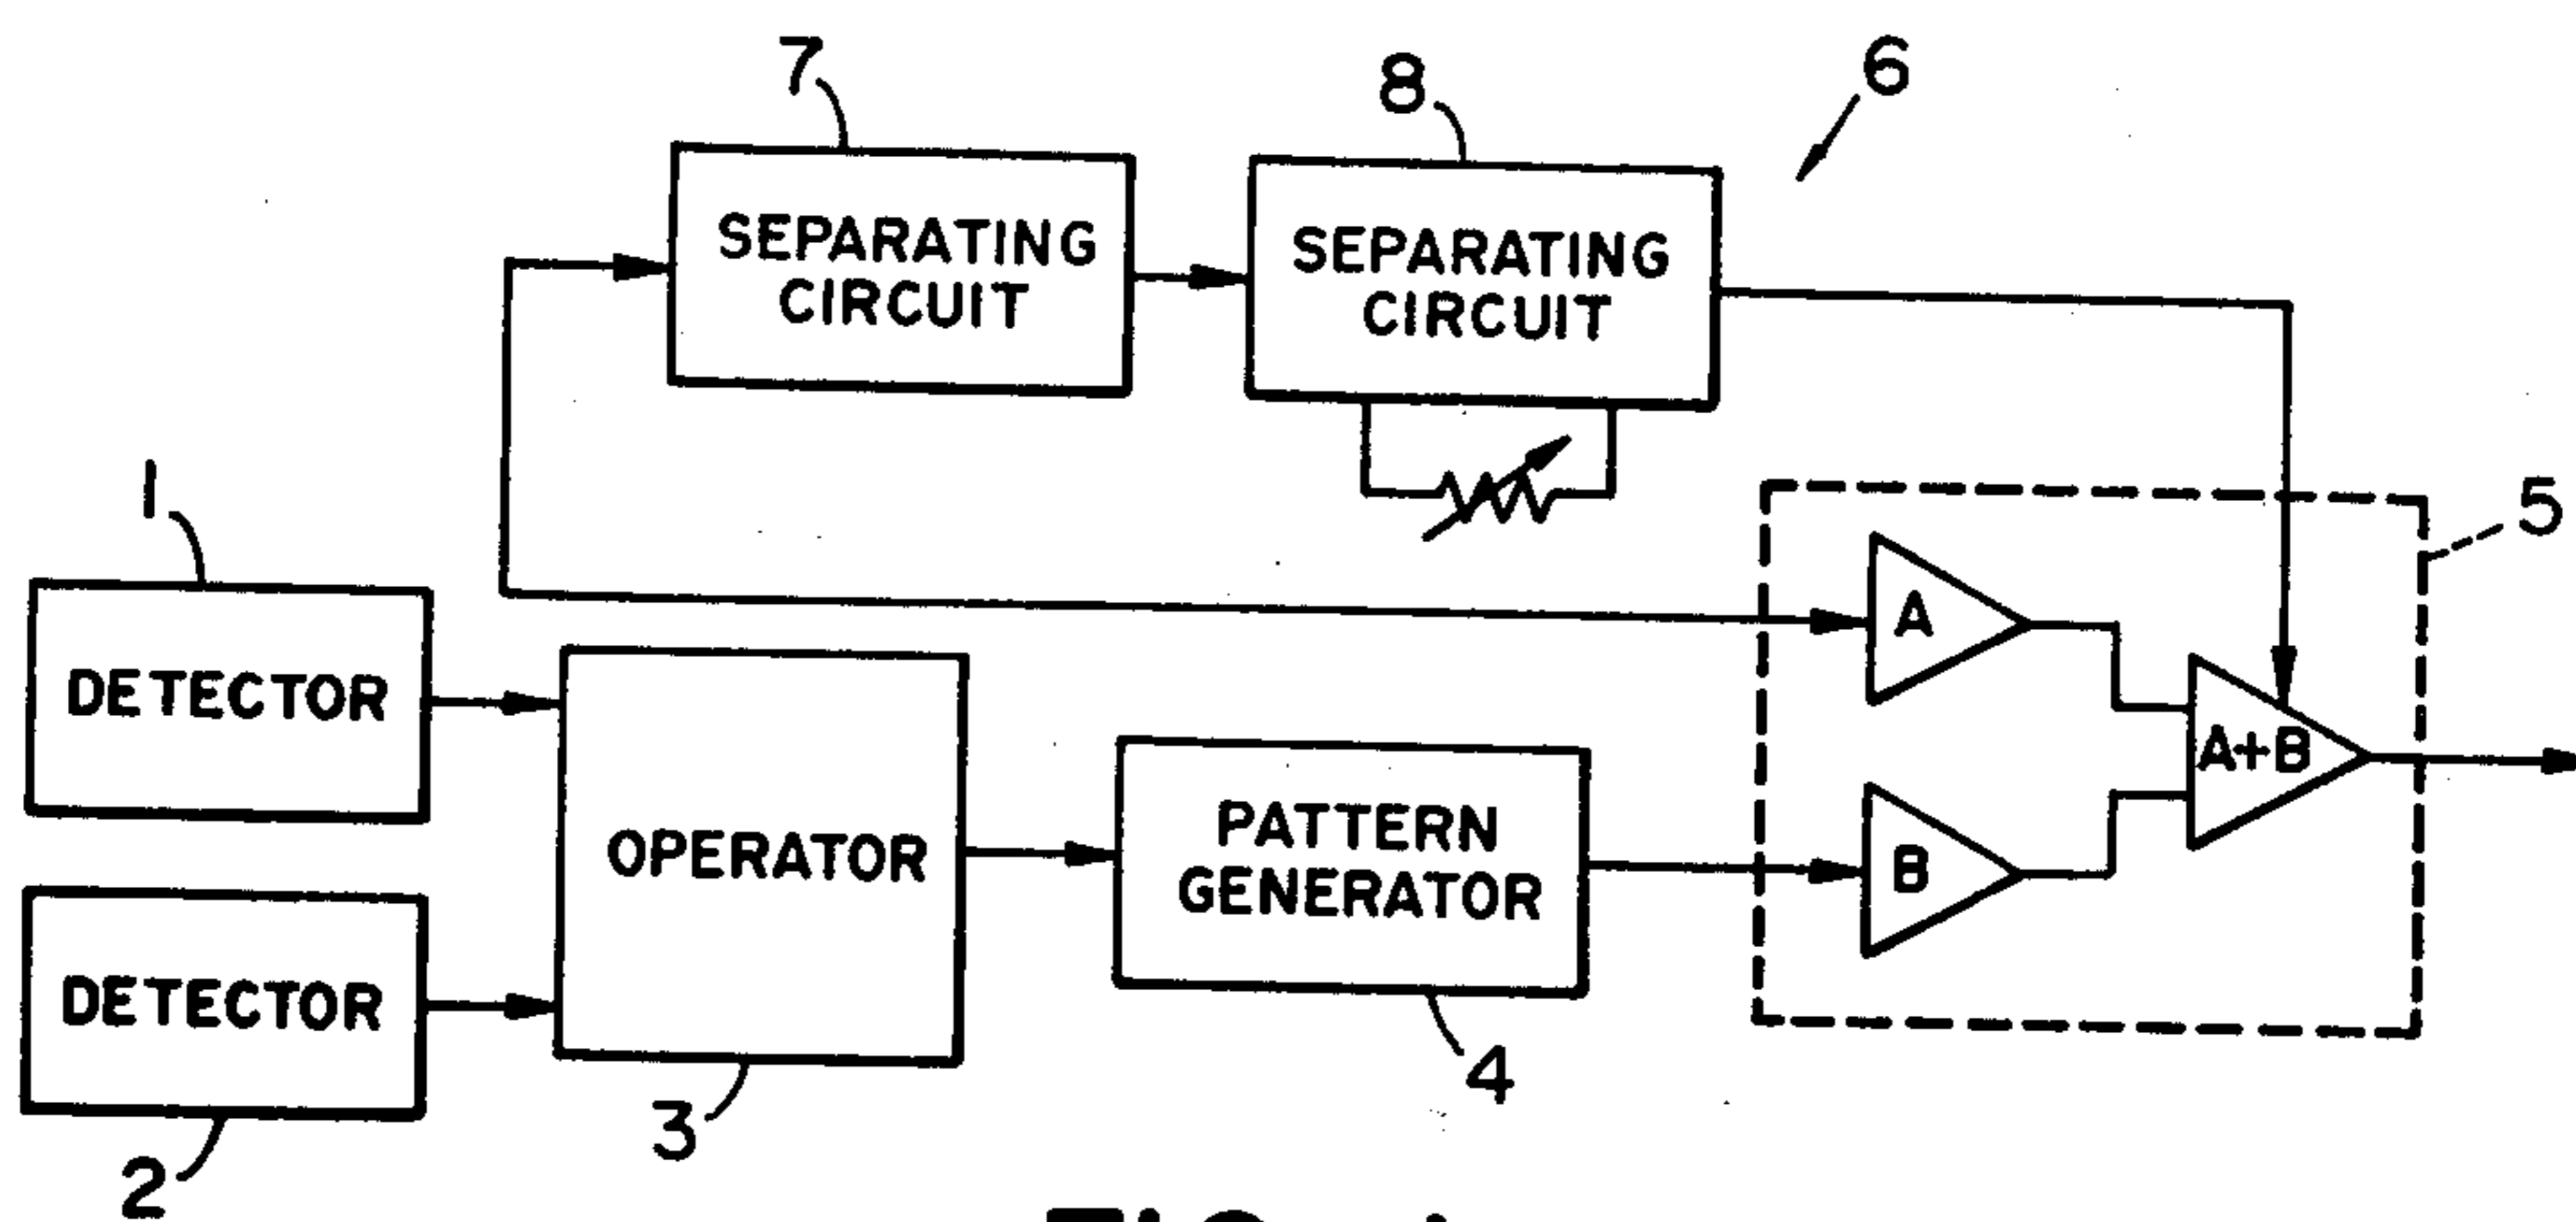 7
8
6
SEPARATING
CIRCUIT
SEPARATING
CIRCUIT
1
5
A
DETECTOR
A+B
OPERATOR
PATTERN
GENERATOR
B
DETECTOR
4
3
2